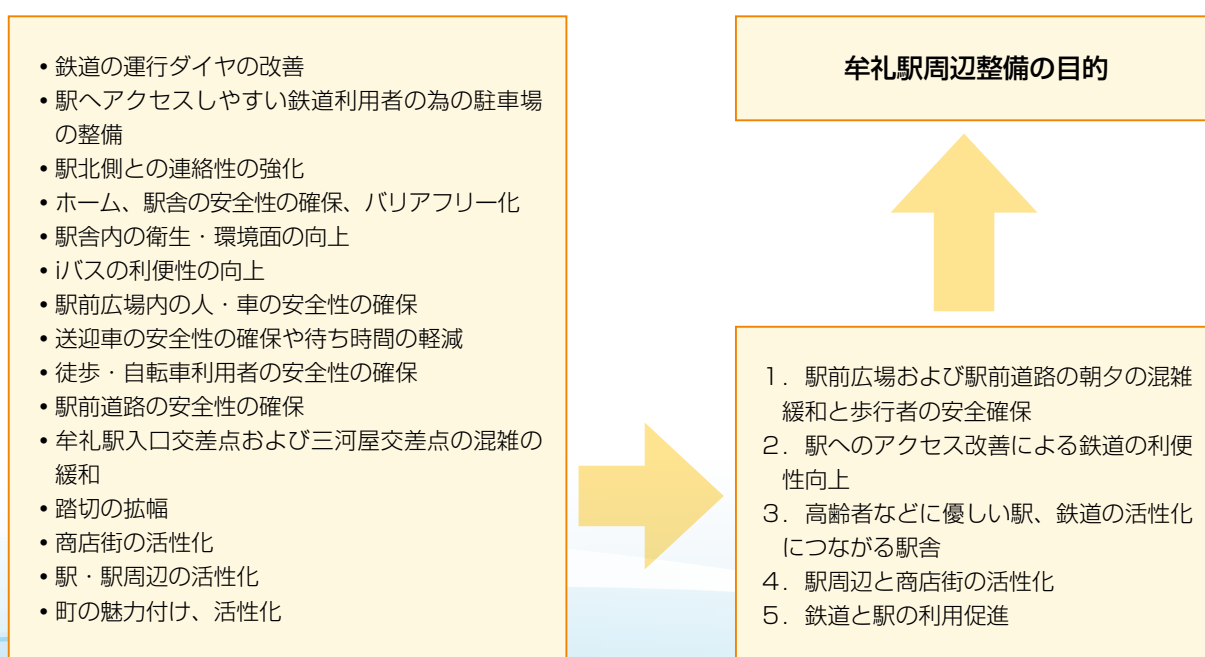 •鉄道の運行ダイヤの改善
•駅へアクセスしやすい鉄道利用者の為の駐車場
の整備
•駅北側との連絡性の強化
•ホーム、駅舎の安全性の確保、バリアフリー化
•駅舎内の衛生・環境面の向上
•iバスの利便性の向上
•駅前広場内の人・車の安全性の確保
•送迎車の安全性の確保や待ち時間の軽減
•徒歩・自転車利用者の安全性の確保
•駅前道路の安全性の確保
•牟礼駅入口交差点および三河屋交差点の混雑の
緩和
•踏切の拡幅
•商店街の活性化
•駅・駅周辺の活性化
•町の魅力付け、活性化
牟礼駅周辺整備の目的
１．駅前広場および駅前道路の朝夕の混雑
緩和と歩行者の安全確保
２．駅へのアクセス改善による鉄道の利便
性向上
３．高齢者などに優しい駅、鉄道の活性化
につながる駅舎
４．駅周辺と商店街の活性化
５．鉄道と駅の利用促進